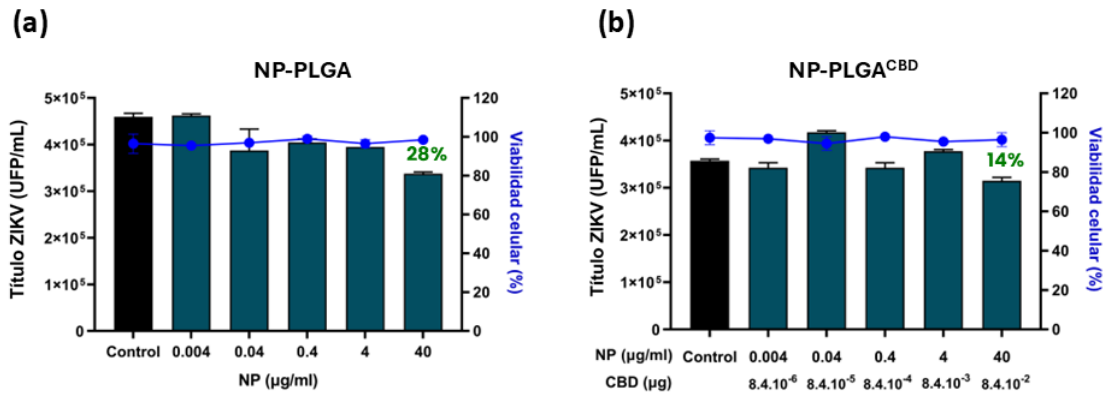 (a)
NP-PLGA
Título ZIKV (UFP/mL)
5×10⁵
4×10⁵
3×10⁵
2×10⁵
1×10⁵
0
120
100
80
60
40
20
0
Viabilidad celular (%)
28%
Control 0.004 0.04 0.4 4 40
NP (µg/ml)
(b)
NP-PLGAᶜᴮᴰ
Título ZIKV (UFP/mL)
5×10⁵
4×10⁵
3×10⁵
2×10⁵
1×10⁵
0
120
100
80
60
40
20
0
Viabilidad celular (%)
14%
NP (µg/ml) Control 0.004 0.04 0.4 4 40
CBD (µg) 8.4.10⁻⁶ 8.4.10⁻⁵ 8.4.10⁻⁴ 8.4.10⁻³ 8.4.10⁻²